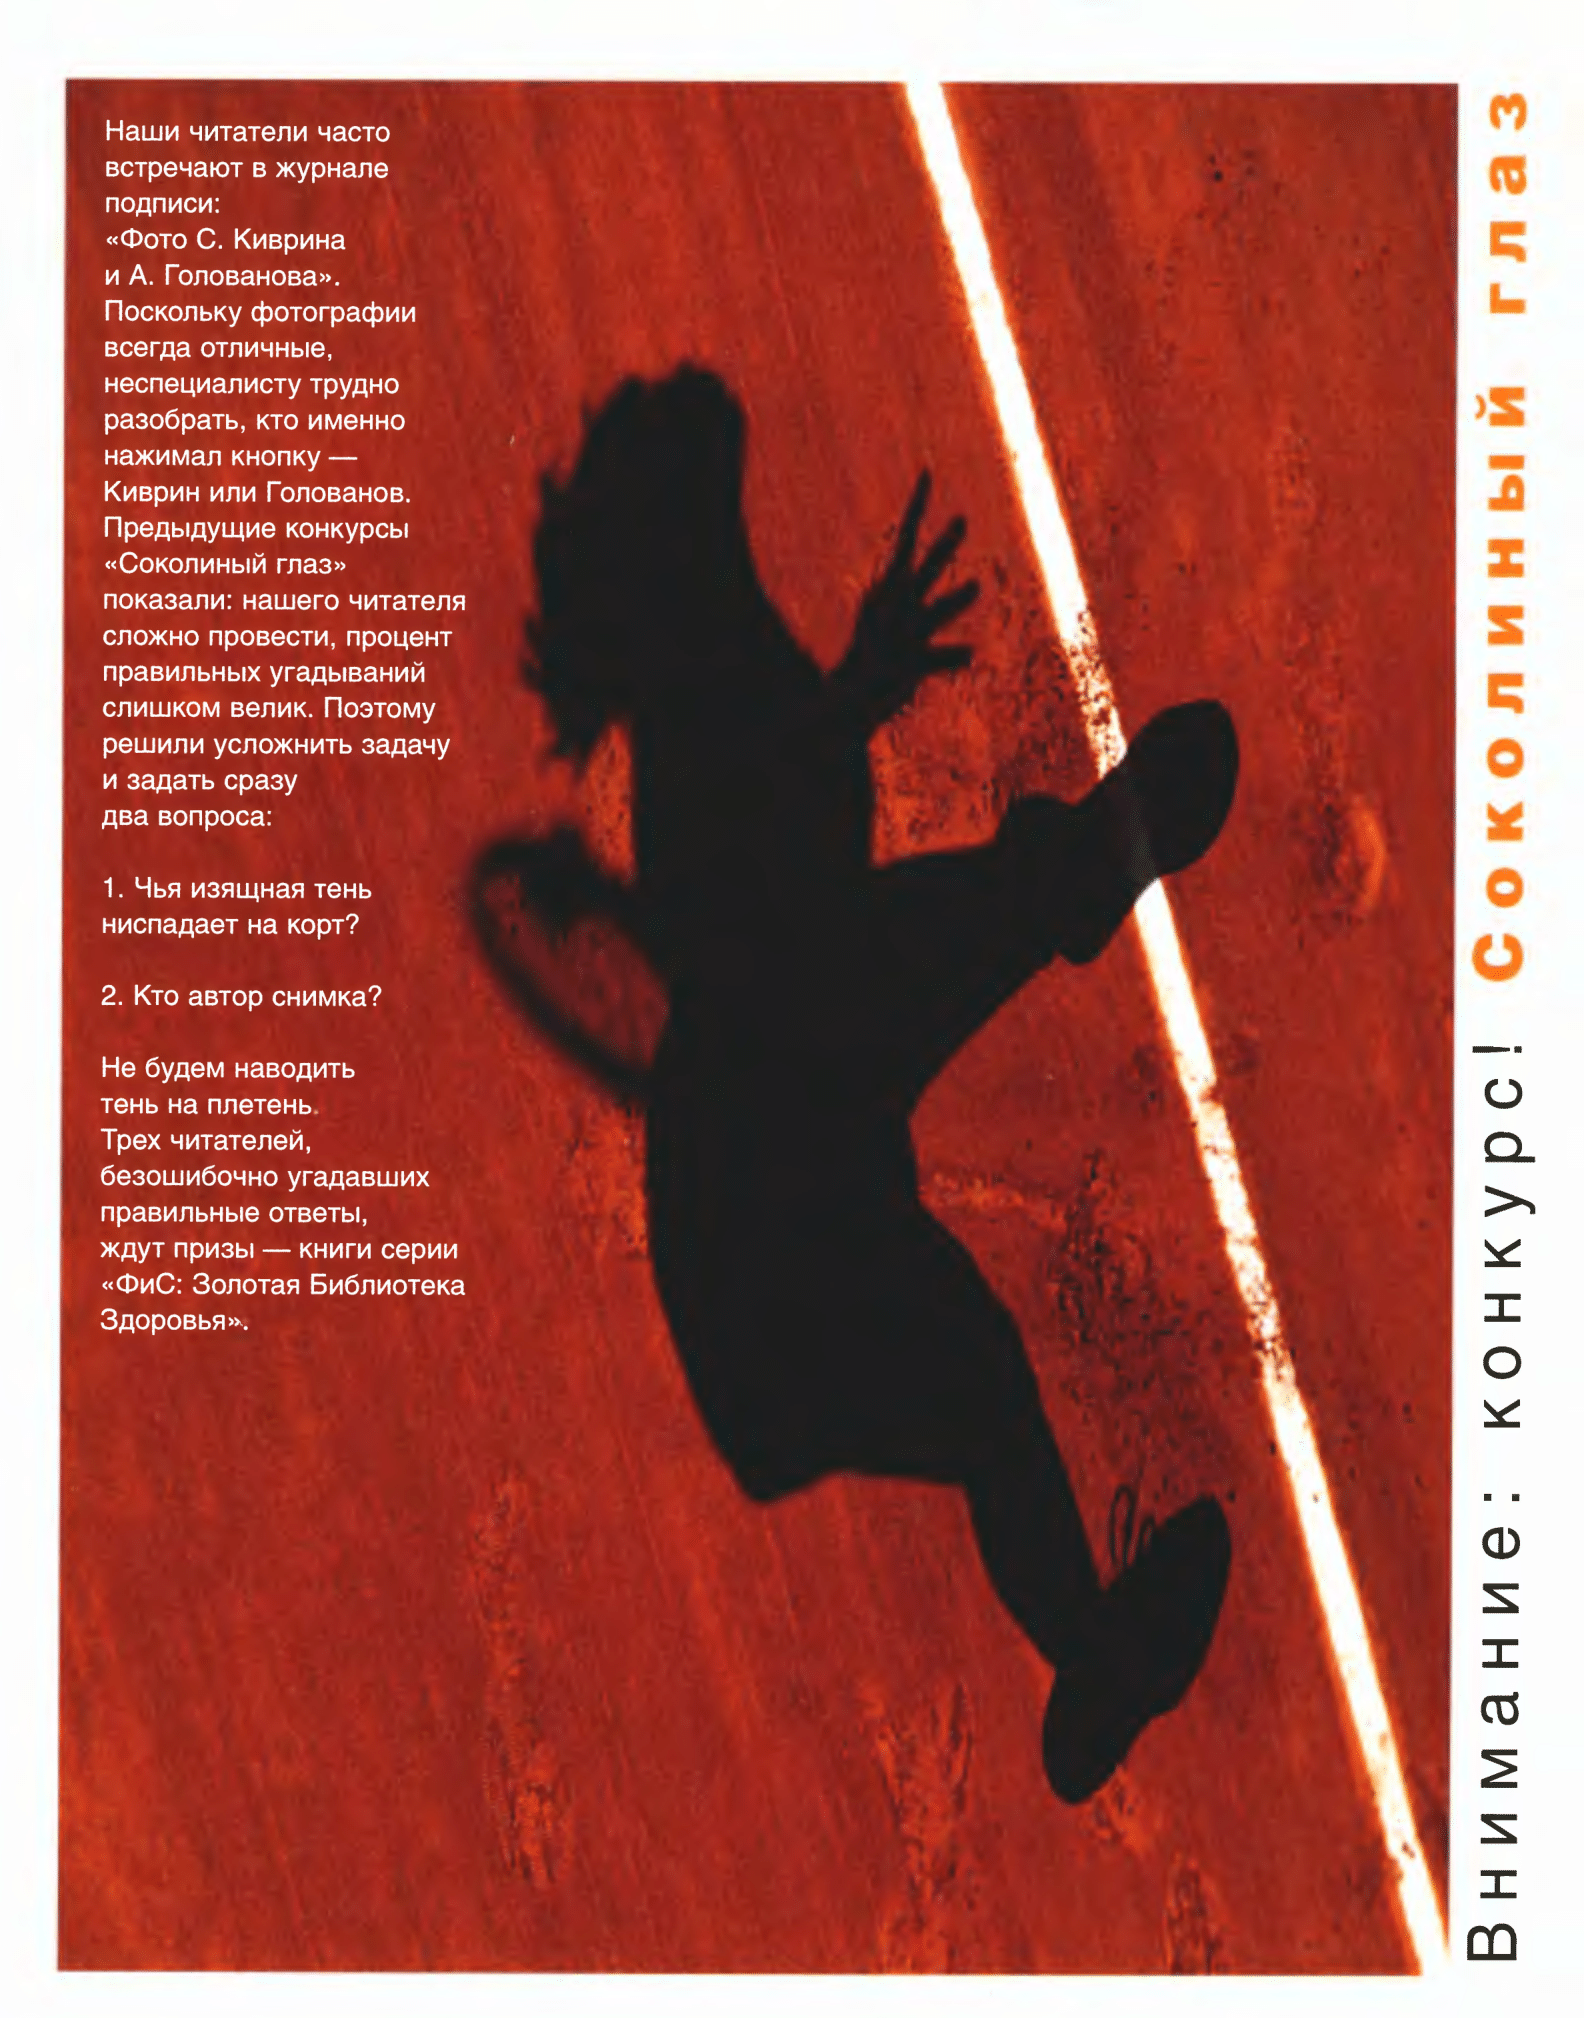 Внимание: конкурс! Соколиный глаз
Наши читатели часто
встречают в журнале
подписи:
«Фото С. Киврина
и А. Голованова».
Поскольку фотографии
всегда отличные,
неспециалисту трудно
разобрать, кто именно
нажимал кнопку —
Киврин или Голованов.
Предыдущие конкурсы
«Соколиный глаз»
показали: нашего читателя
сложно провести, процент
правильных угадываний
слишком велик. Поэтому
решили усложнить задачу
и задать сразу
два вопроса:
1. Чья изящная тень
ниспадает на корт?
2. Кто автор снимка?
Не будем наводить
тень на плетень.
Трех читателей,
безошибочно угадавших
правильные ответы,
ждут призы — книги серии
«ФиС: Золотая Библиотека
Здоровья».